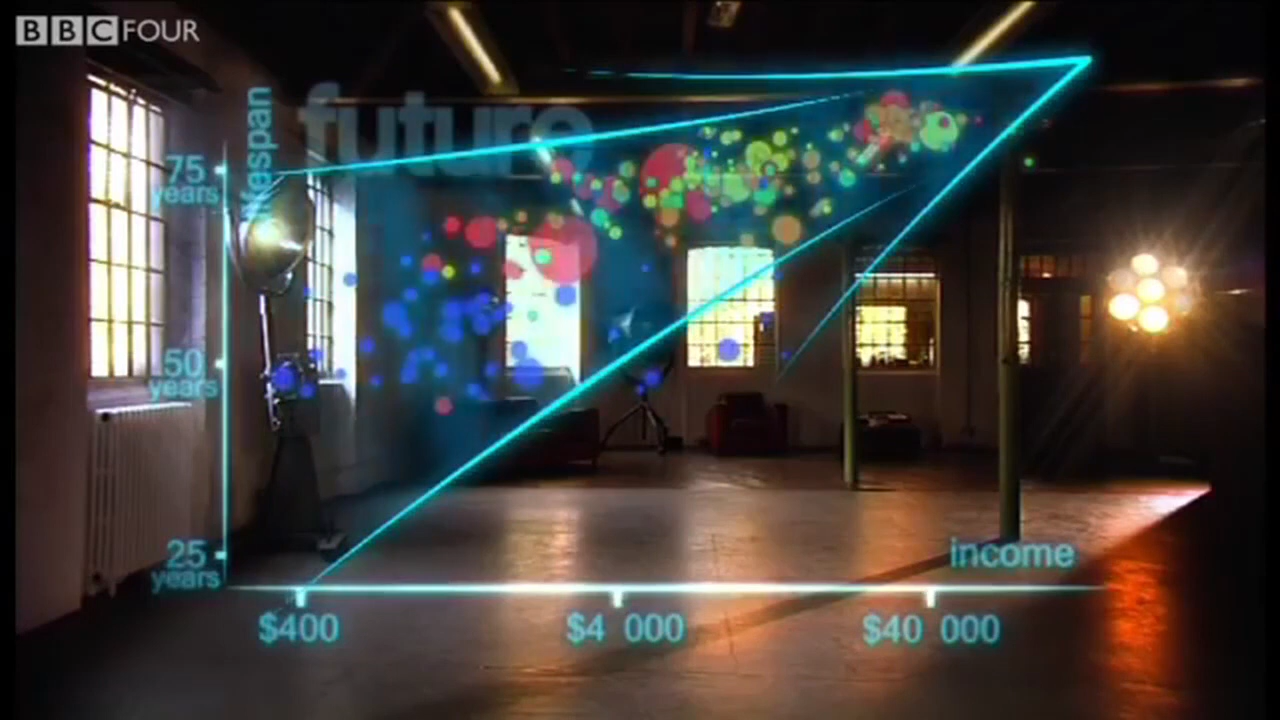 BBC FOUR
future
lifespan
75
years
50
years
25
years
income
$400
$4 000
$40 000